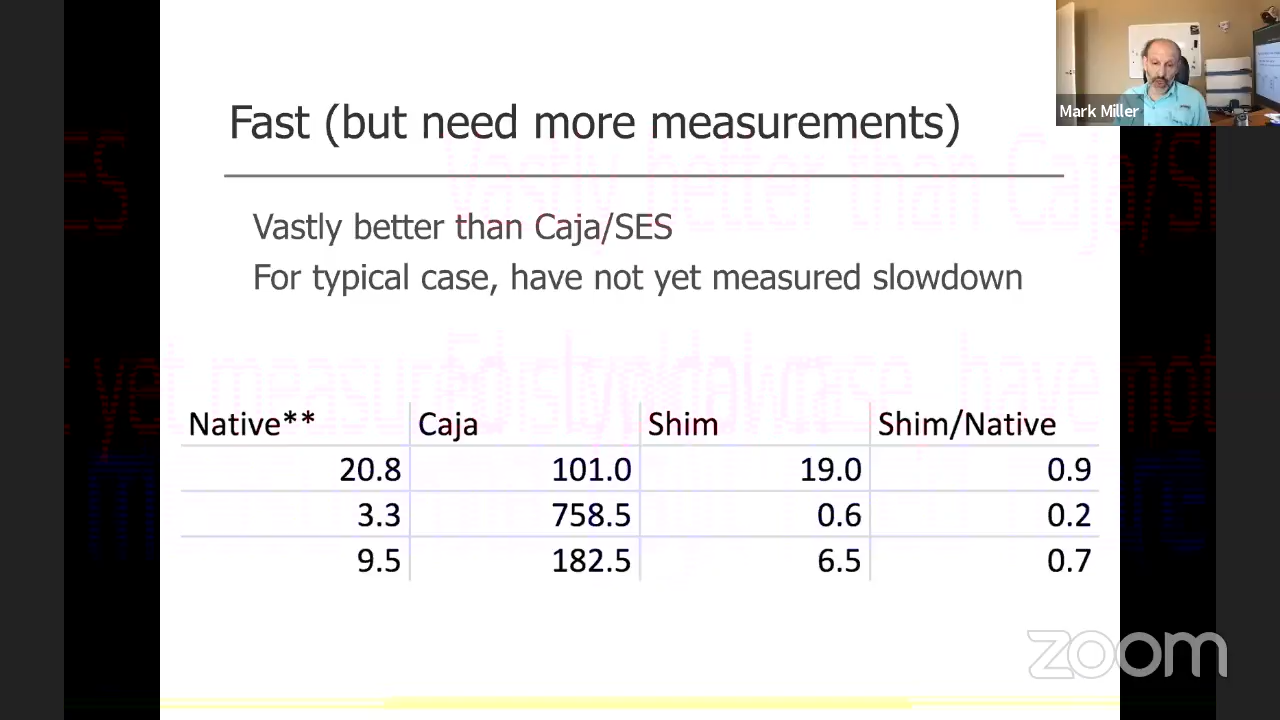 Mark Miller
Fast (but need more measurements)
Vastly better than Caja/SES
For typical case, have not yet measured slowdown
Native** Caja Shim Shim/Native
20.8 101.0 19.0 0.9
3.3 758.5 0.6 0.2
9.5 182.5 6.5 0.7
zoom